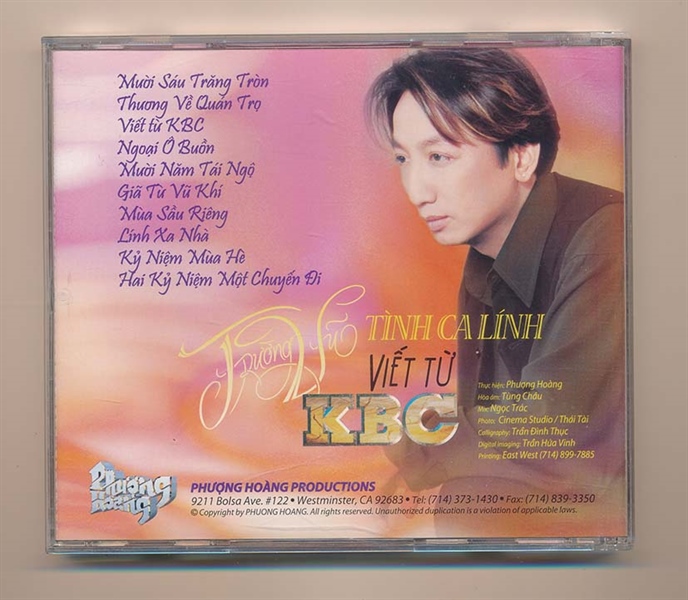 Mười Sáu Trăng Tròn
Thương Về Quán Trọ
Viết từ KBC
Ngoại Ô Buồn
Mười Năm Tái Ngộ
Giã Từ Vũ Khí
Mùa Sầu Riêng
Lính Xa Nhà
Kỷ Niệm Mùa Hè
Hai Kỷ Niệm Một Chuyến Đi
Trường Vũ
TÌNH CA LÍNH
VIẾT TỪ
KBC
Thực hiện: Phượng Hoàng
Hòa âm: Tùng Châu
Mix: Ngọc Trác
Photo: Cinema Studio / Thái Tài
Calligraphy: Trần Đình Thục
Digital imaging: Trần Hứa Vinh
Printing: East West (714) 899-7885
Phượng
Hoàng
PHƯỢNG HOÀNG PRODUCTIONS
9211 Bolsa Ave. #122 • Westminster, CA 92683 • Tel: (714) 373-1430 • Fax: (714) 839-3350
© Copyright by PHUONG HOANG. All rights reserved. Unauthorized duplication is a violation of applicable laws.